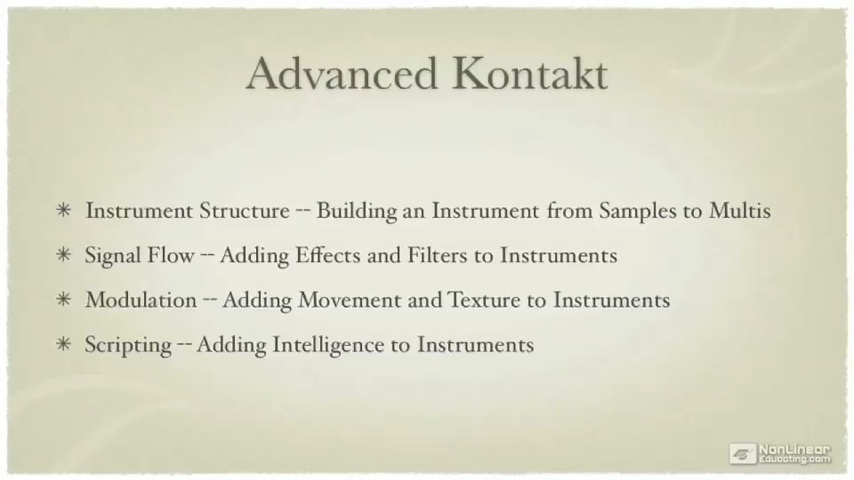 Advanced Kontakt
✳ Instrument Structure -- Building an Instrument from Samples to Multis
✳ Signal Flow -- Adding Effects and Filters to Instruments
✳ Modulation -- Adding Movement and Texture to Instruments
✳ Scripting -- Adding Intelligence to Instruments
NonLinear
Educating.com